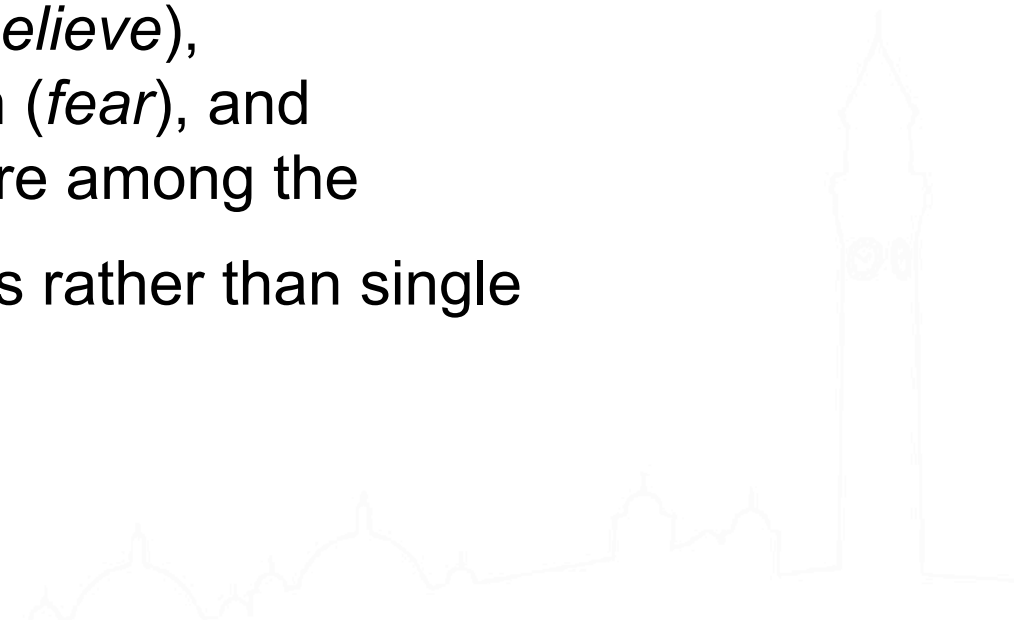 elieve),
(fear), and
re among the
s rather than single